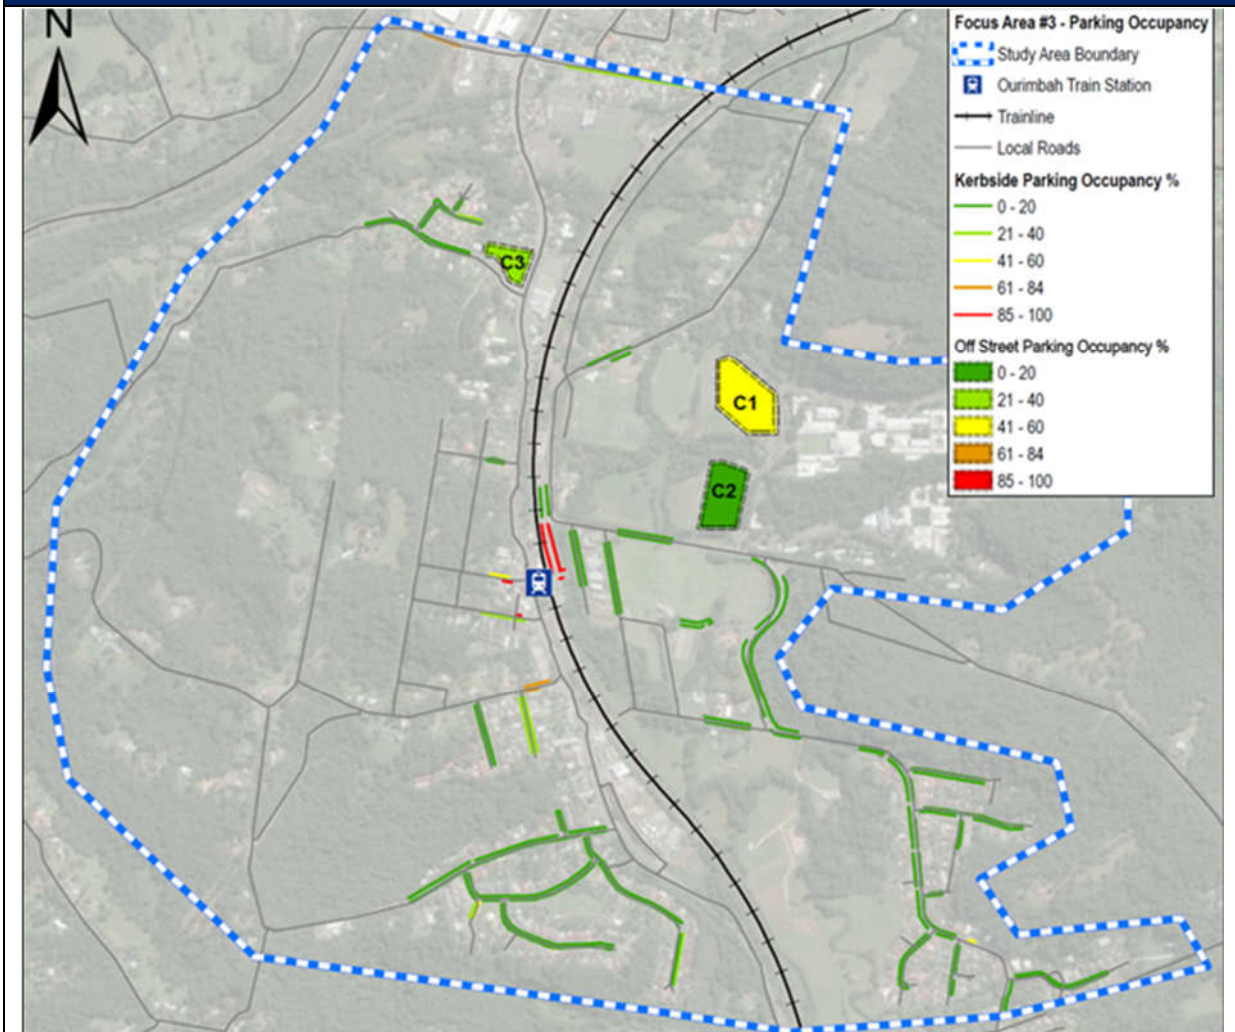 N
Focus Area #3 - Parking Occupancy
Study Area Boundary
Ourimbah Train Station
Trainline
Local Roads
Kerbside Parking Occupancy %
0 - 20
21 - 40
41 - 60
61 - 84
85 - 100
Off Street Parking Occupancy %
0 - 20
21 - 40
41 - 60
61 - 84
85 - 100
C3
C1
C2